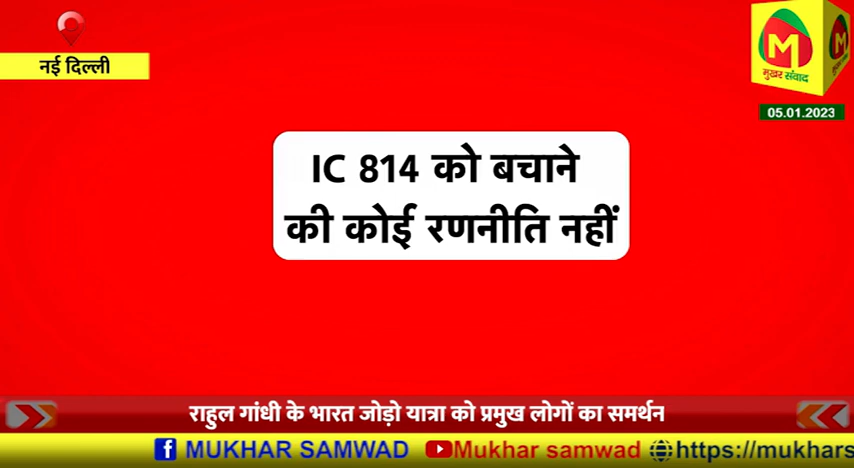 नई दिल्ली
M
मुखर संवाद
05.01.2023
IC 814 को बचाने
की कोई रणनीति नहीं
राहुल गांधी के भारत जोड़ो यात्रा को प्रमुख लोगों का समर्थन
f MUKHAR SAMWAD Mukhar samwad https://mukhars